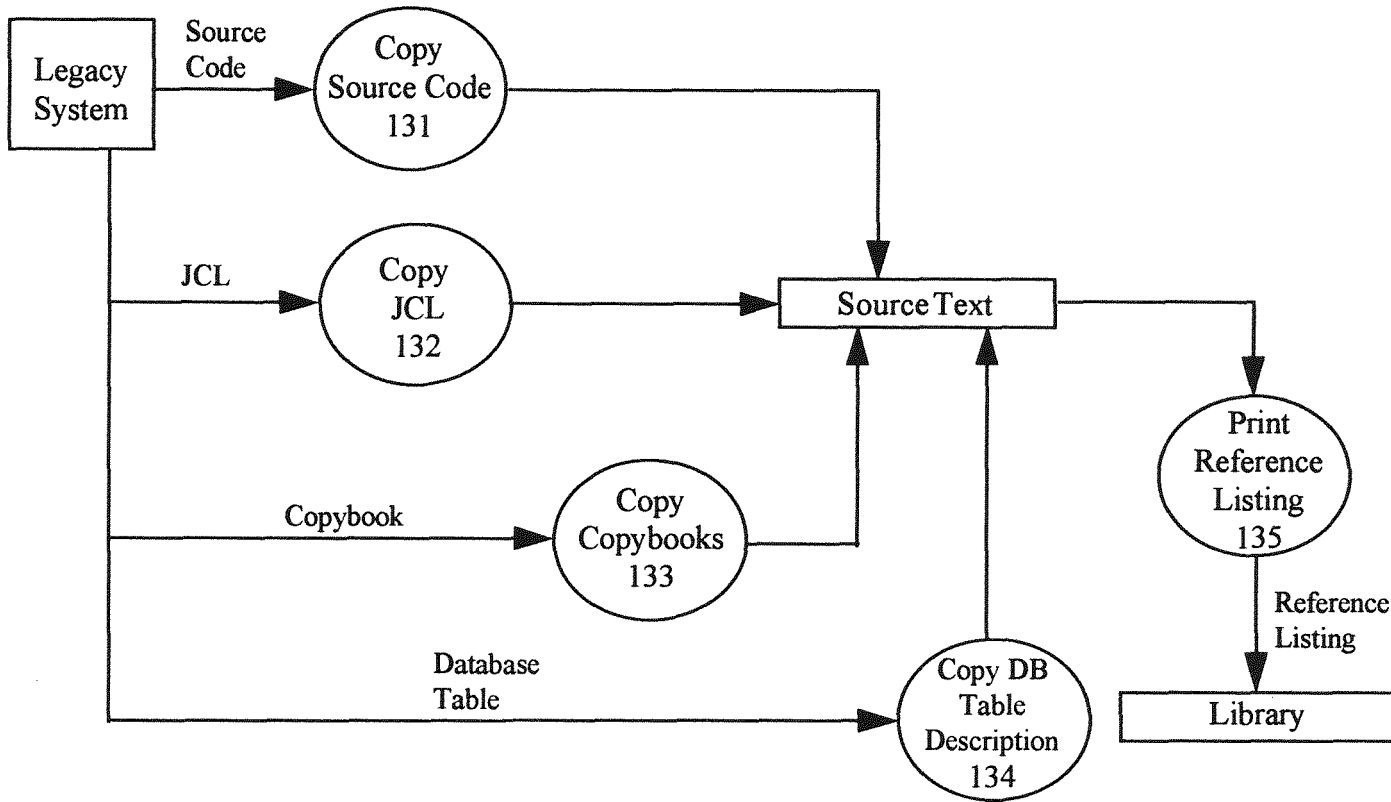 Legacy
System
Source
Code
Copy
Source Code
131
JCL
Copy
JCL
132
Source Text
Copybook
Copy
Copybooks
133
Print
Reference
Listing
135
Database
Table
Copy DB
Table
Description
134
Reference
Listing
Library